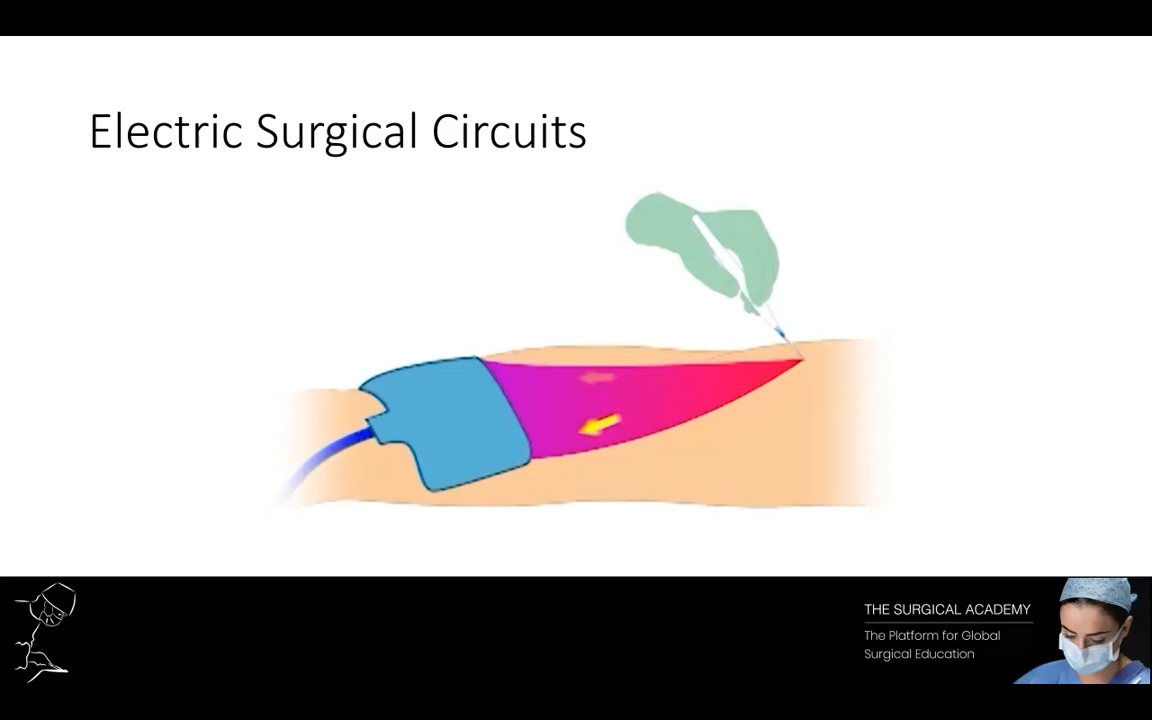 Electric Surgical Circuits
THE SURGICAL ACADEMY
The Platform for Global
Surgical Education